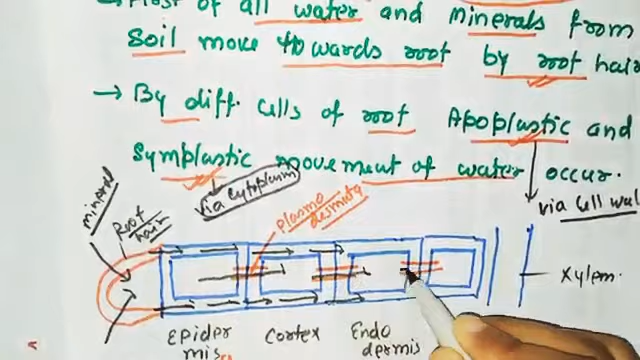 → Most of all water and minerals from
Soil move towards root by root hair
→ By diff. cells of root Apoplastic and
Symplastic movement of water occur.
via cytoplasm
via cell wal
plasmo
desmata
mineral
Root
hair
Xylem.
Epider
mis
Cortex
Endo
dermis